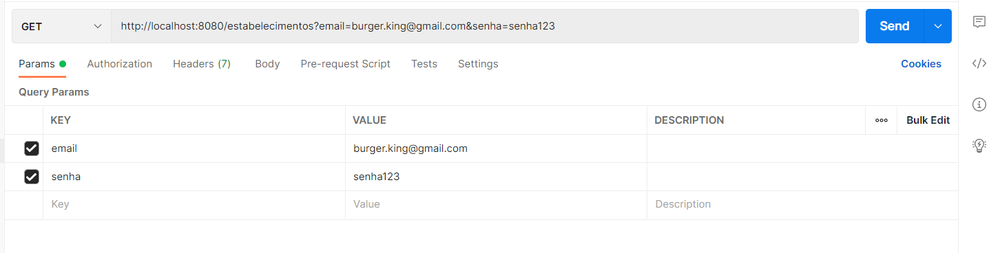 GET http://localhost:8080/estabelecimentos?email=burger.king@gmail.com&senha=senha123 Send
Params Authorization Headers (7) Body Pre-request Script Tests Settings Cookies
Query Params
KEY VALUE DESCRIPTION Bulk Edit
email burger.king@gmail.com
senha senha123
Key Value Description